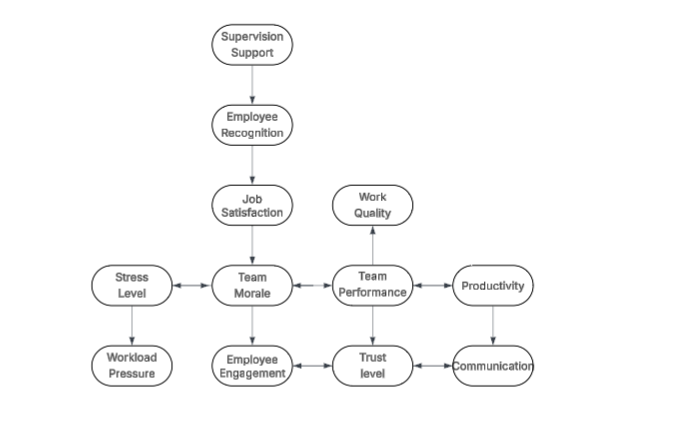 Supervision
Support
Employee
Recognition
Job
Satisfaction
Work
Quality
Stress
Level
Team
Morale
Team
Performance
Productivity
Workload
Pressure
Employee
Engagement
Trust
level
Communication